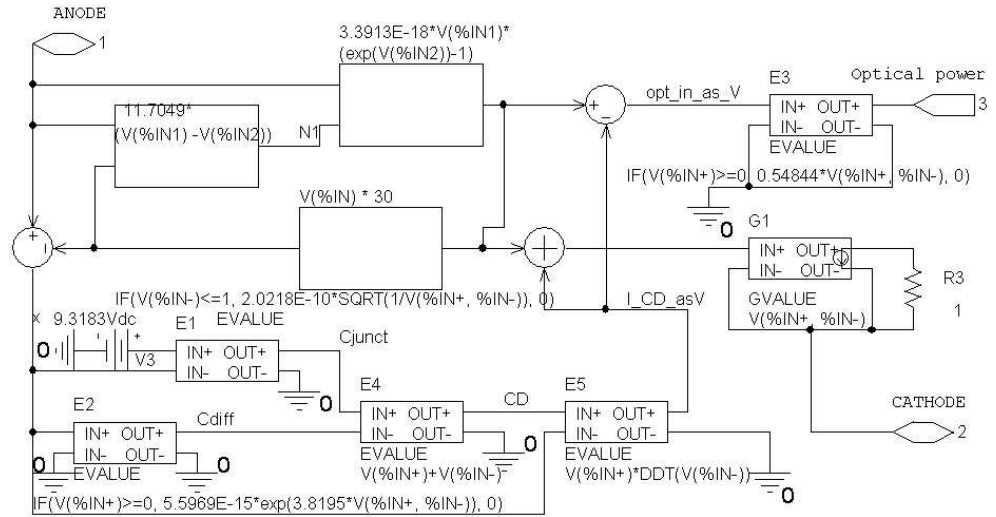 ANODE
1
3.3913E-18*V(%IN1)*
(exp(V(%IN2))-1)
11.7049*
(V(%IN1) -V(%IN2))
N1
+
−
opt_in_as_V
E3
IN+ OUT+
IN- OUT-
EVALUE
Optical power
3
IF(V(%IN+)>=0, 0.54844*V(%IN+, %IN-), 0)
0
V(%IN) * 30
+
G1
IN+ OUT+
IN- OUT-
GVALUE
V(%IN+, %IN-)
R3
1
IF(V(%IN-)<=1, 2.0218E-10*SQRT(1/V(%IN+, %IN-)), 0)
I_CD_asV
x
9.3183Vdc
0
- +
V3
E1
EVALUE
IN+ OUT+
IN- OUT-
Cjunct
0
E2
IN+ OUT+
IN- OUT-
EVALUE
0
0
Cdiff
E4
IN+ OUT+
IN- OUT-
EVALUE
V(%IN+)+V(%IN-)
0
CD
E5
IN+ OUT+
IN- OUT-
EVALUE
V(%IN+)*DDT(V(%IN-))
0
CATHODE
2
IF(V(%IN+)>=0, 5.5969E-15*exp(3.8195*V(%IN+, %IN-)), 0)